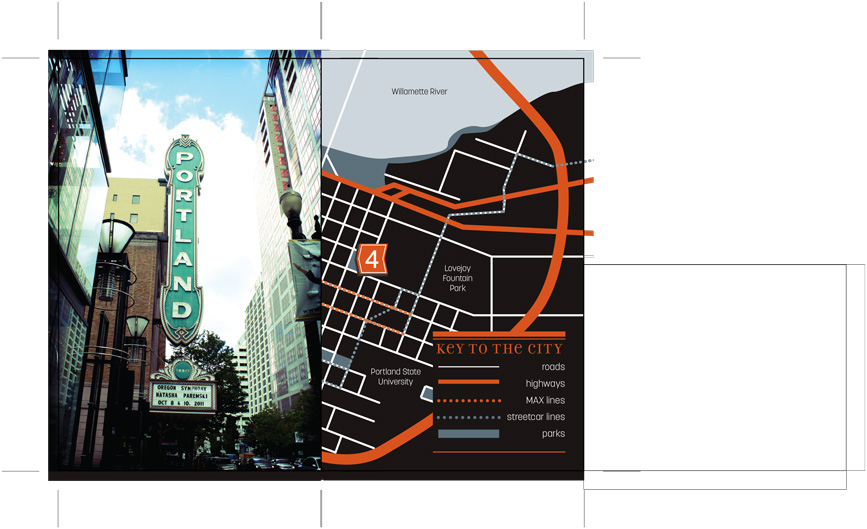 PORTLAND
OREGON SYMPHONY
NATASHA PAREMSKI
OCT 8 & 10, 2011
Willamette River
4
Lovejoy
Fountain
Park
Portland State
University
KEY TO THE CITY
roads
highways
MAX lines
streetcar lines
parks